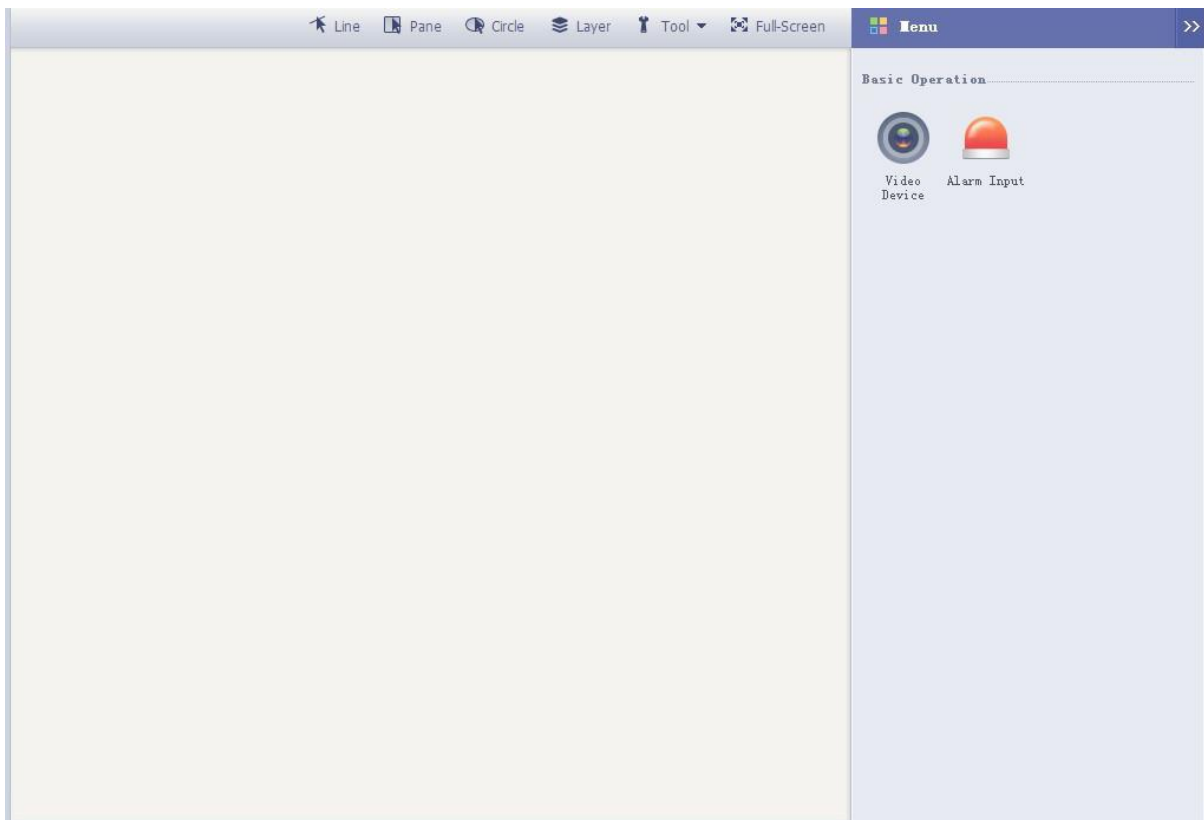 Line Pane Circle Layer Tool Full-Screen Menu
Basic Operation
Video Alarm Input
Device